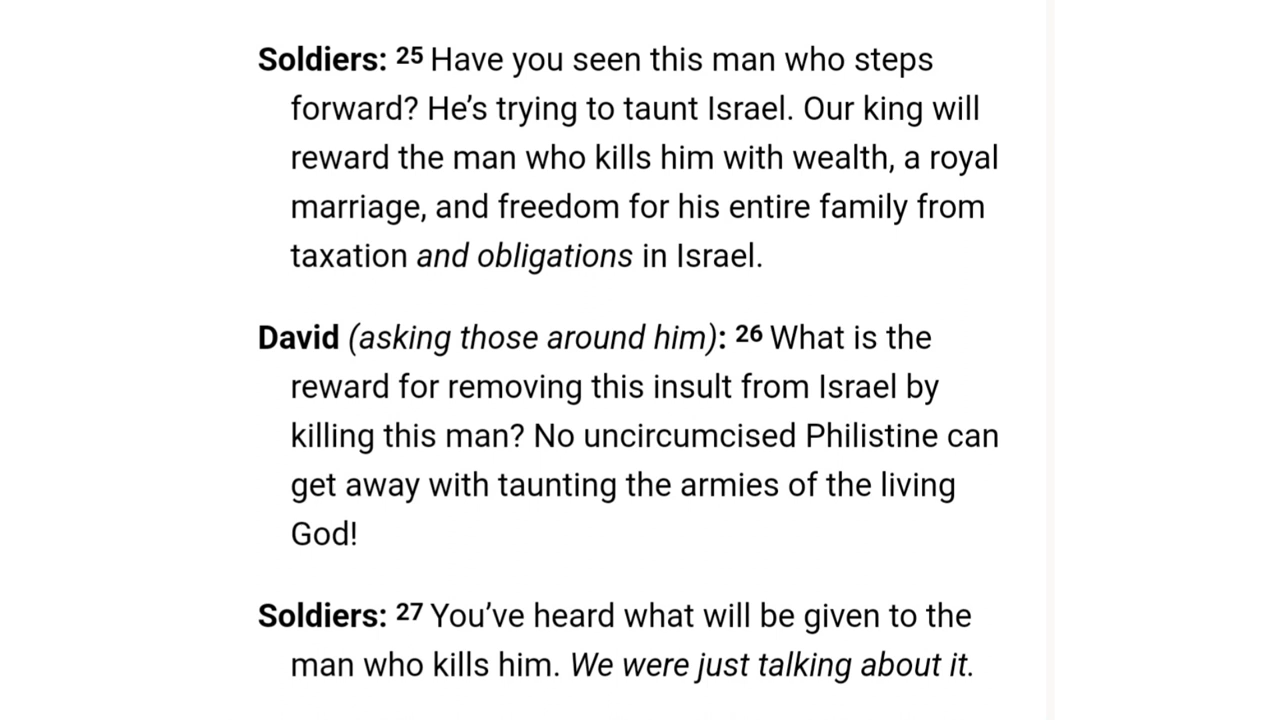 Soldiers: 25 Have you seen this man who steps
forward? He’s trying to taunt Israel. Our king will
reward the man who kills him with wealth, a royal
marriage, and freedom for his entire family from
taxation and obligations in Israel.
David (asking those around him): 26 What is the
reward for removing this insult from Israel by
killing this man? No uncircumcised Philistine can
get away with taunting the armies of the living
God!
Soldiers: 27 You’ve heard what will be given to the
man who kills him. We were just talking about it.